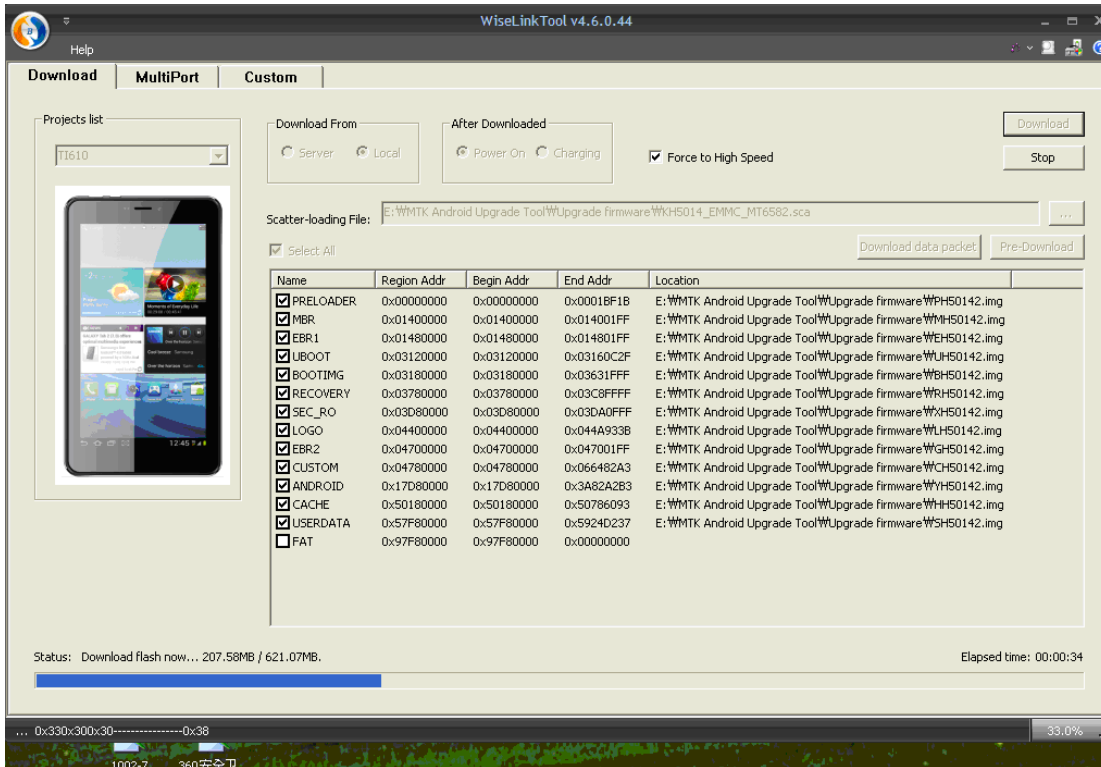 WiseLinkTool v4.6.0.44
Help
Download MultiPort Custom
Projects list
TI610
Download From
Server Local
After Downloaded
Power On Charging
Force to High Speed
Download
Stop
Scatter-loading File: E:₩MTK Android Upgrade Tool₩Upgrade firmware₩KH5014_EMMC_MT6582.sca ...
Select All
Download data packet Pre-Download
Name Region Addr Begin Addr End Addr Location
PRELOADER 0x00000000 0x00000000 0x0001BF1B E:₩MTK Android Upgrade Tool₩Upgrade firmware₩PH50142.img
MBR 0x01400000 0x01400000 0x014001FF E:₩MTK Android Upgrade Tool₩Upgrade firmware₩MH50142.img
EBR1 0x01480000 0x01480000 0x014801FF E:₩MTK Android Upgrade Tool₩Upgrade firmware₩EH50142.img
UBOOT 0x03120000 0x03120000 0x03160C2F E:₩MTK Android Upgrade Tool₩Upgrade firmware₩UH50142.img
BOOTIMG 0x03180000 0x03180000 0x03631FFF E:₩MTK Android Upgrade Tool₩Upgrade firmware₩BH50142.img
RECOVERY 0x03780000 0x03780000 0x03C8FFFF E:₩MTK Android Upgrade Tool₩Upgrade firmware₩RH50142.img
SEC_RO 0x03D80000 0x03D80000 0x03DA0FFF E:₩MTK Android Upgrade Tool₩Upgrade firmware₩XH50142.img
LOGO 0x04400000 0x04400000 0x044A933B E:₩MTK Android Upgrade Tool₩Upgrade firmware₩LH50142.img
EBR2 0x04700000 0x04700000 0x047001FF E:₩MTK Android Upgrade Tool₩Upgrade firmware₩GH50142.img
CUSTOM 0x04780000 0x04780000 0x066482A3 E:₩MTK Android Upgrade Tool₩Upgrade firmware₩CH50142.img
ANDROID 0x17D80000 0x17D80000 0x3A82A2B3 E:₩MTK Android Upgrade Tool₩Upgrade firmware₩YH50142.img
CACHE 0x50180000 0x50180000 0x50786093 E:₩MTK Android Upgrade Tool₩Upgrade firmware₩HH50142.img
USERDATA 0x57F80000 0x57F80000 0x5924D237 E:₩MTK Android Upgrade Tool₩Upgrade firmware₩SH50142.img
FAT 0x97F80000 0x97F80000 0x00000000
12:45
Status: Download flash now... 207.58MB / 621.07MB. Elapsed time: 00:00:34
... 0x330x300x30----------------0x38 33.0%
1002-7 360安全卫